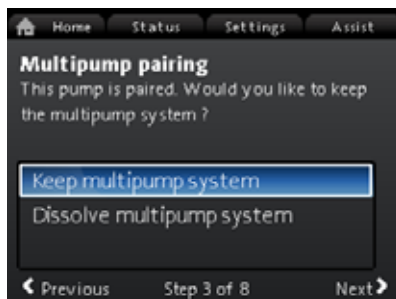 Home Status Settings Assist
Multipump pairing
This pump is paired. Would you like to keep
the multipump system ?
Keep multipump system
Dissolve multipump system
Previous Step 3 of 8 Next